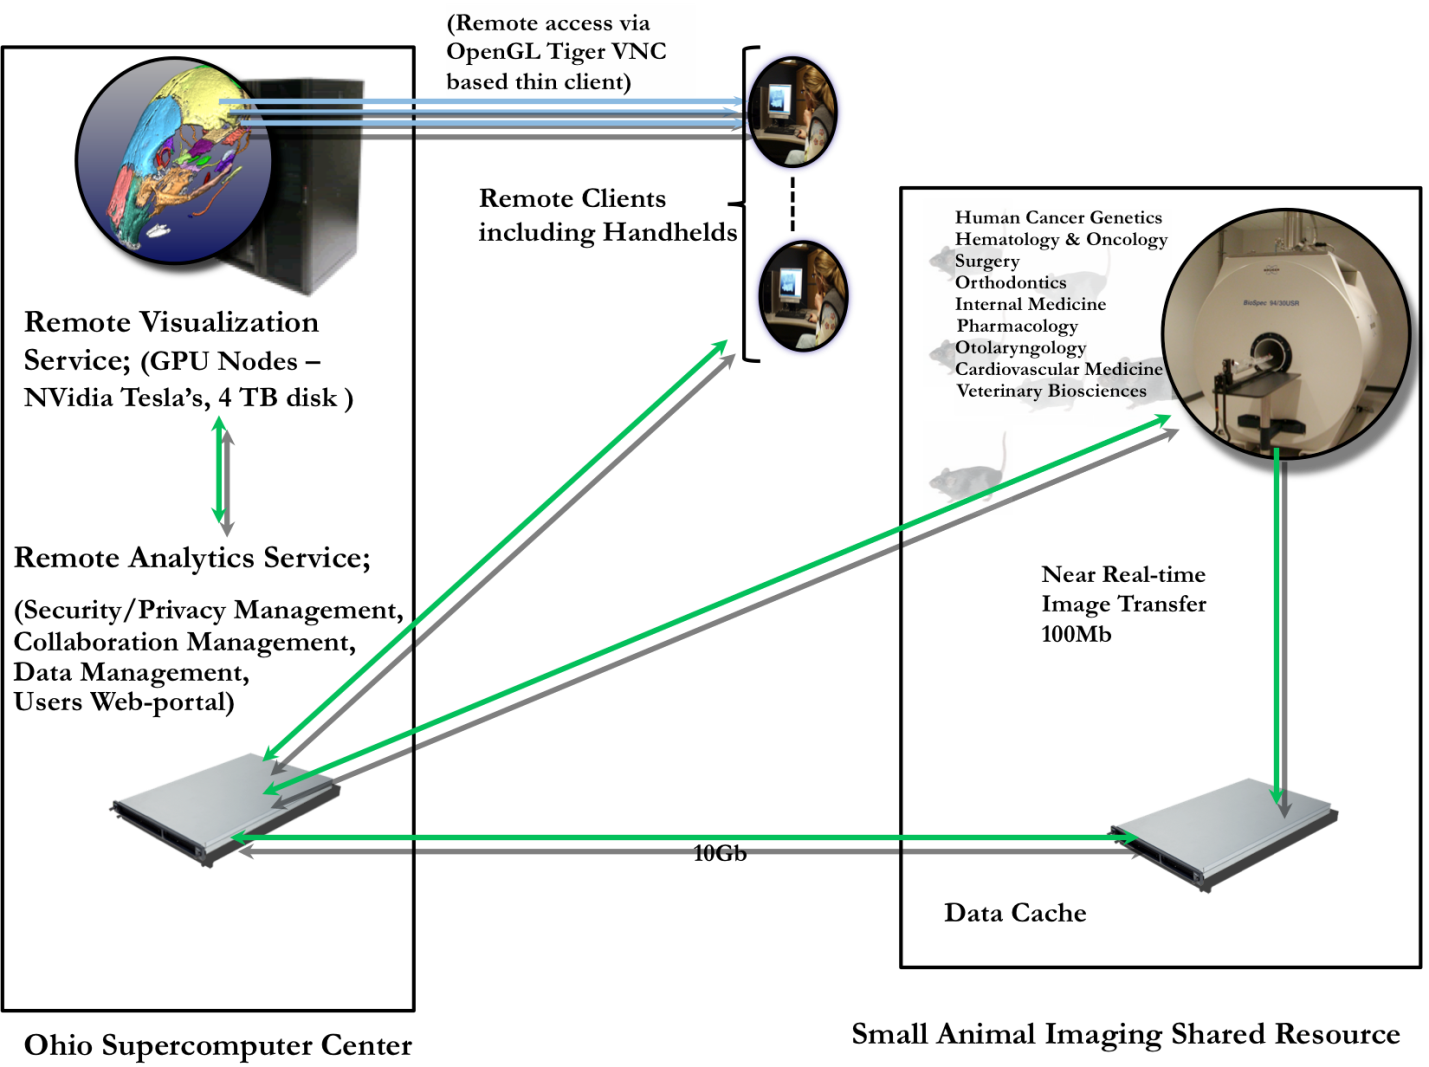 (Remote access via
OpenGL Tiger VNC
based thin client)
Remote Clients
including Handhelds
Remote Visualization
Service; (GPU Nodes –
NVidia Tesla's, 4 TB disk )
Remote Analytics Service;
(Security/Privacy Management,
Collaboration Management,
Data Management,
Users Web-portal)
Human Cancer Genetics
Hematology & Oncology
Surgery
Orthodontics
Internal Medicine
Pharmacology
Otolaryngology
Cardiovascular Medicine
Veterinary Biosciences
BioSpec 94/30USR
Near Real-time
Image Transfer
100Mb
10Gb
Data Cache
Ohio Supercomputer Center
Small Animal Imaging Shared Resource